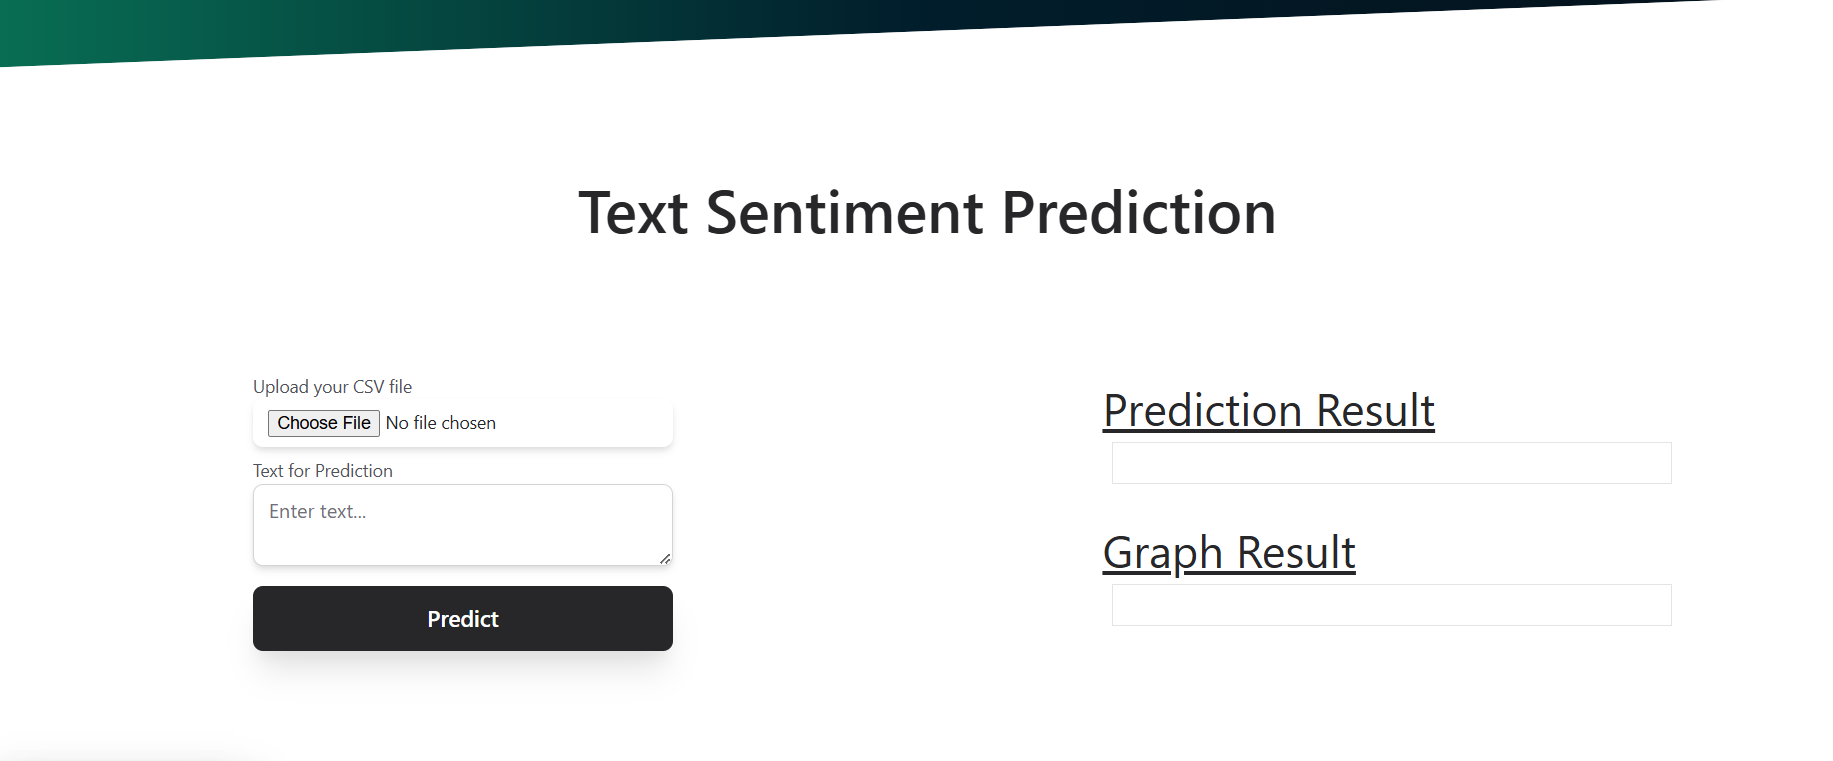 Text Sentiment Prediction
Upload your CSV file
Choose File No file chosen
Text for Prediction
Enter text...
Predict
Prediction Result
Graph Result